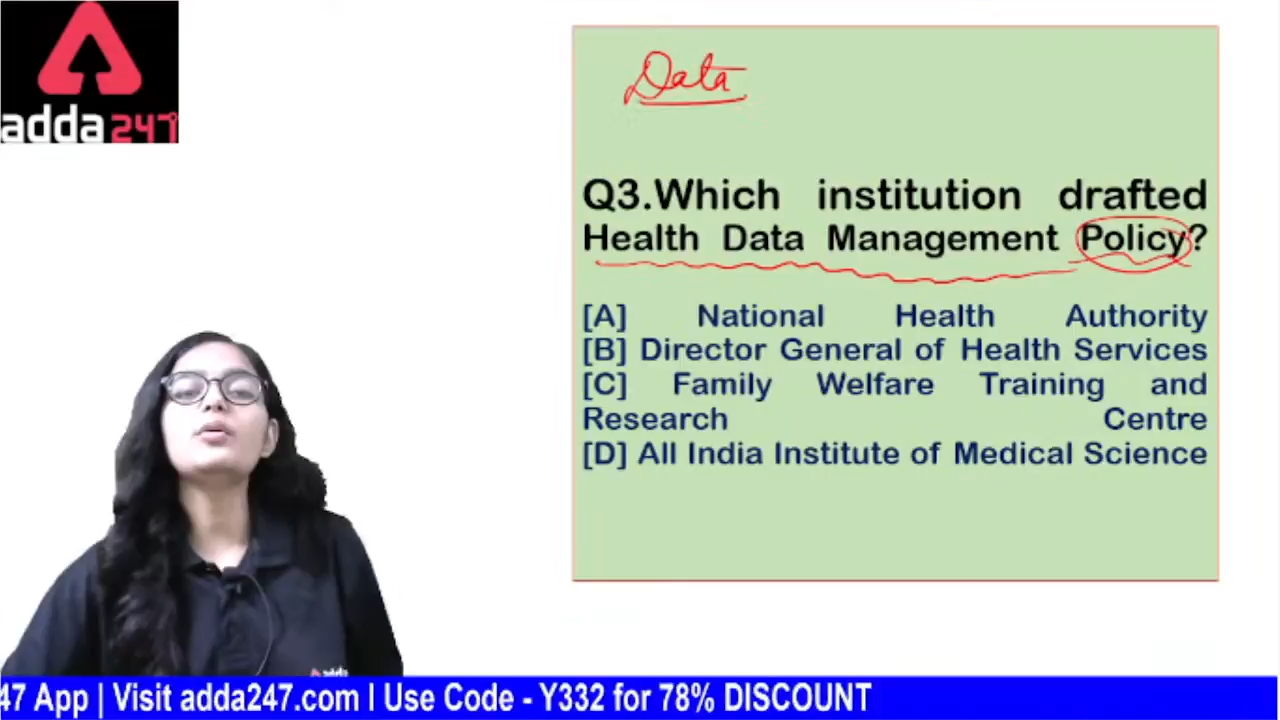 adda247
Data
Q3.Which institution drafted
Health Data Management Policy?
[A] National Health Authority
[B] Director General of Health Services
[C] Family Welfare Training and
Research Centre
[D] All India Institute of Medical Science
adda
47 App | Visit adda247.com l Use Code - Y332 for 78% DISCOUNT